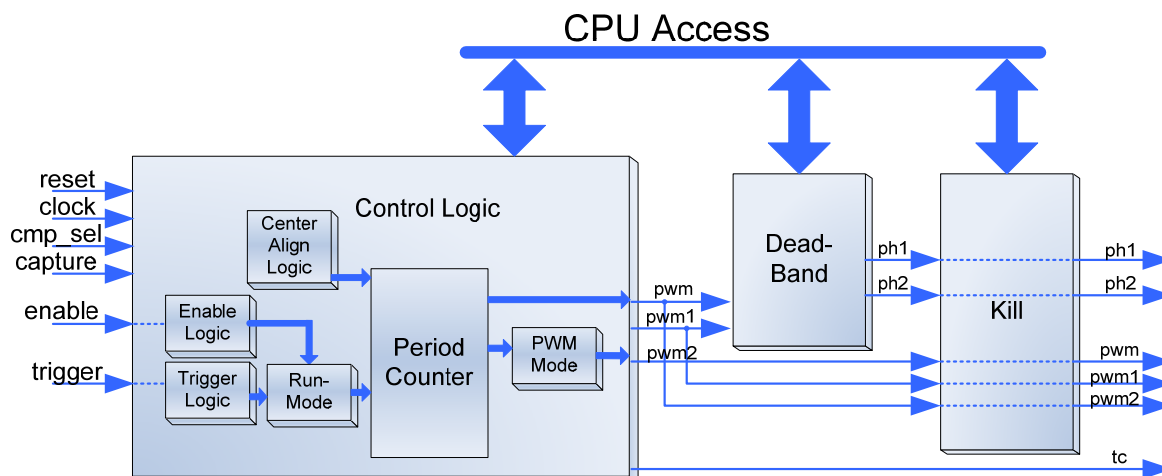 CPU Access
reset
clock
cmp_sel
capture
enable
trigger
Control Logic
Center
Align
Logic
Enable
Logic
Trigger
Logic
Run-
Mode
Period
Counter
PWM
Mode
pwm
pwm1
pwm2
Dead-
Band
ph1
ph2
Kill
ph1
ph2
pwm
pwm1
pwm2
tc